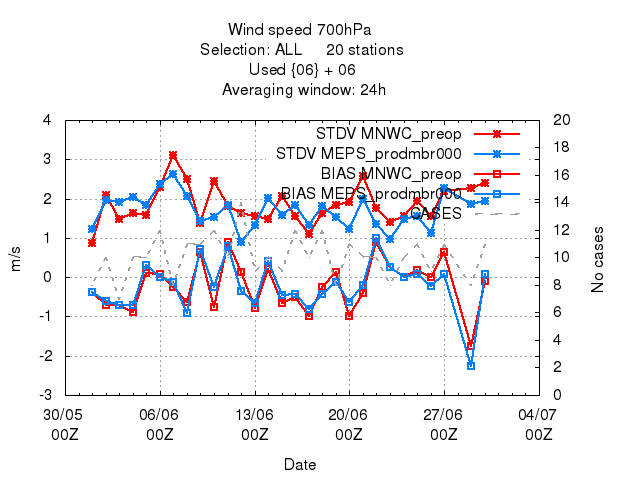 Wind speed 700hPa
Selection: ALL 20 stations
Used {06} + 06
Averaging window: 24h
4
3
2
1
0
-1
-2
-3
m/s
20
18
16
14
12
10
8
6
4
2
0
No cases
STDV MNWC_preop
STDV MEPS_prodmbr000
BIAS MNWC_preop
BIAS MEPS_prodmbr000
CASES
30/05 06/06 13/06 20/06 27/06 04/07
00Z 00Z 00Z 00Z 00Z 00Z
Date